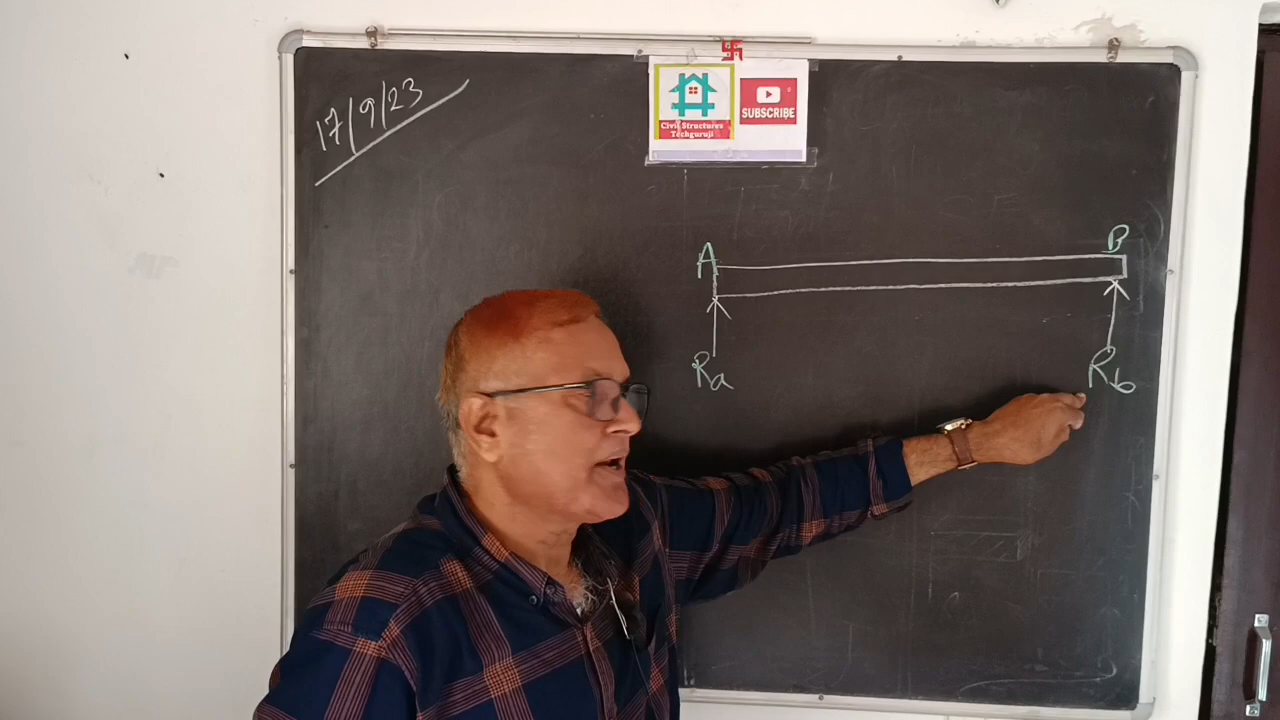 17/9/23
Civil Structures
Techguruji
SUBSCRIBE
A
B
Ra
Rb